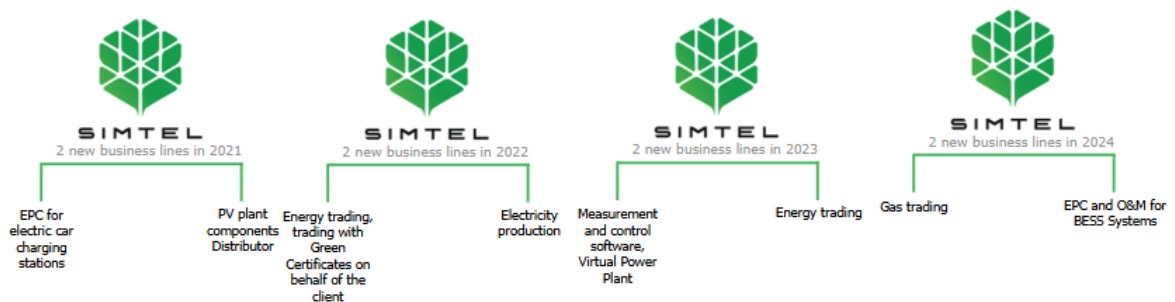 SIMTEL
2 new business lines in 2021
EPC for
electric car
charging
stations
PV plant
components
Distributor
SIMTEL
2 new business lines in 2022
Energy trading,
trading with
Green
Certificates on
behalf of the
client
Electricity
production
SIMTEL
2 new business lines in 2023
Measurement
and control
software,
Virtual Power
Plant
Energy trading
SIMTEL
2 new business lines in 2024
Gas trading
EPC and O&M for
BESS Systems